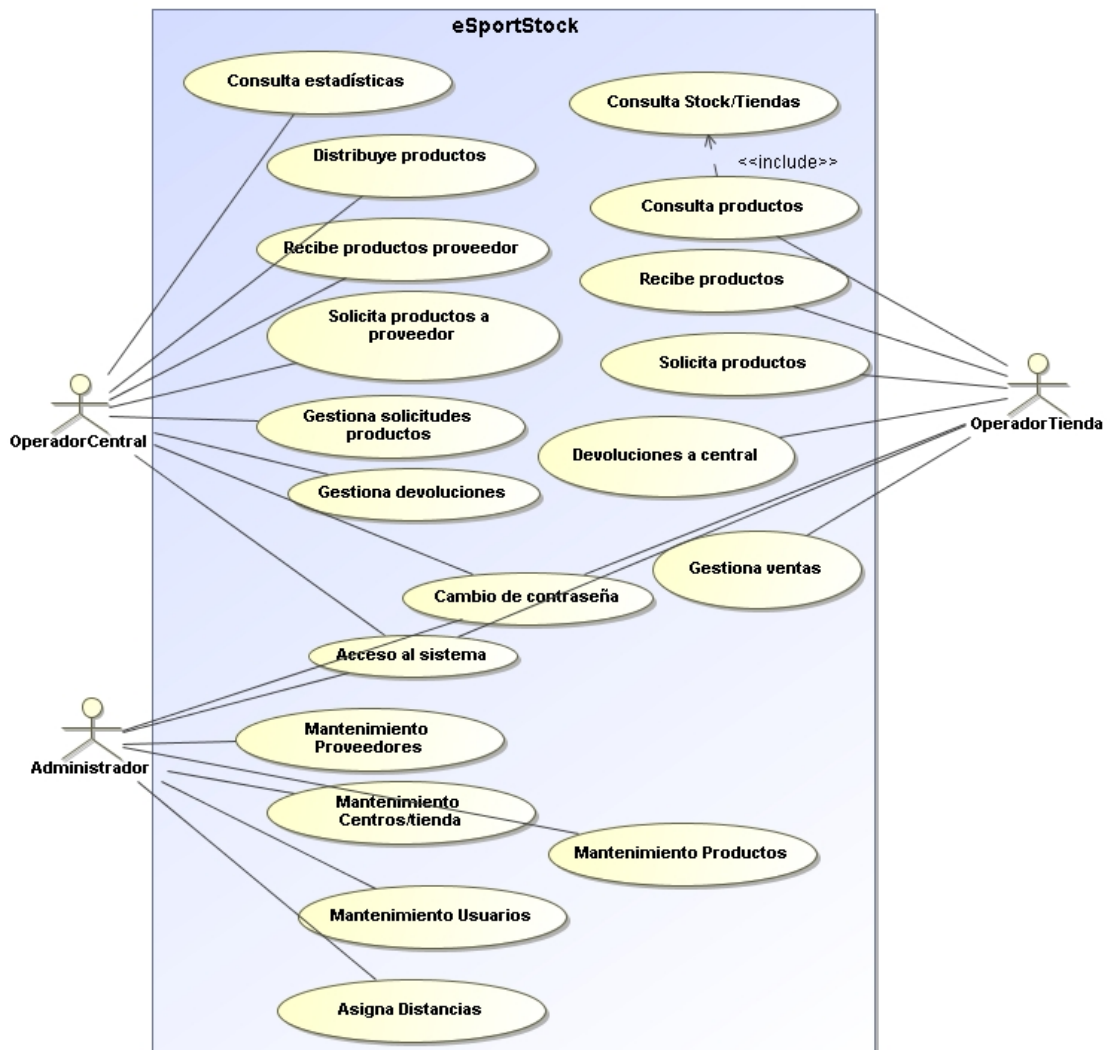 eSportStock
Consulta estadísticas
Consulta Stock/Tiendas
Distribuye productos
<<include>>
Consulta productos
Recibe productos proveedor
Recibe productos
Solicita productos a
proveedor
Solicita productos
OperadorCentral
OperadorTienda
Gestiona solicitudes
productos
Devoluciones a central
Gestiona devoluciones
Gestiona ventas
Cambio de contraseña
Acceso al sistema
Administrador
Mantenimiento
Proveedores
Mantenimiento
Centros/tienda
Mantenimiento Productos
Mantenimiento Usuarios
Asigna Distancias